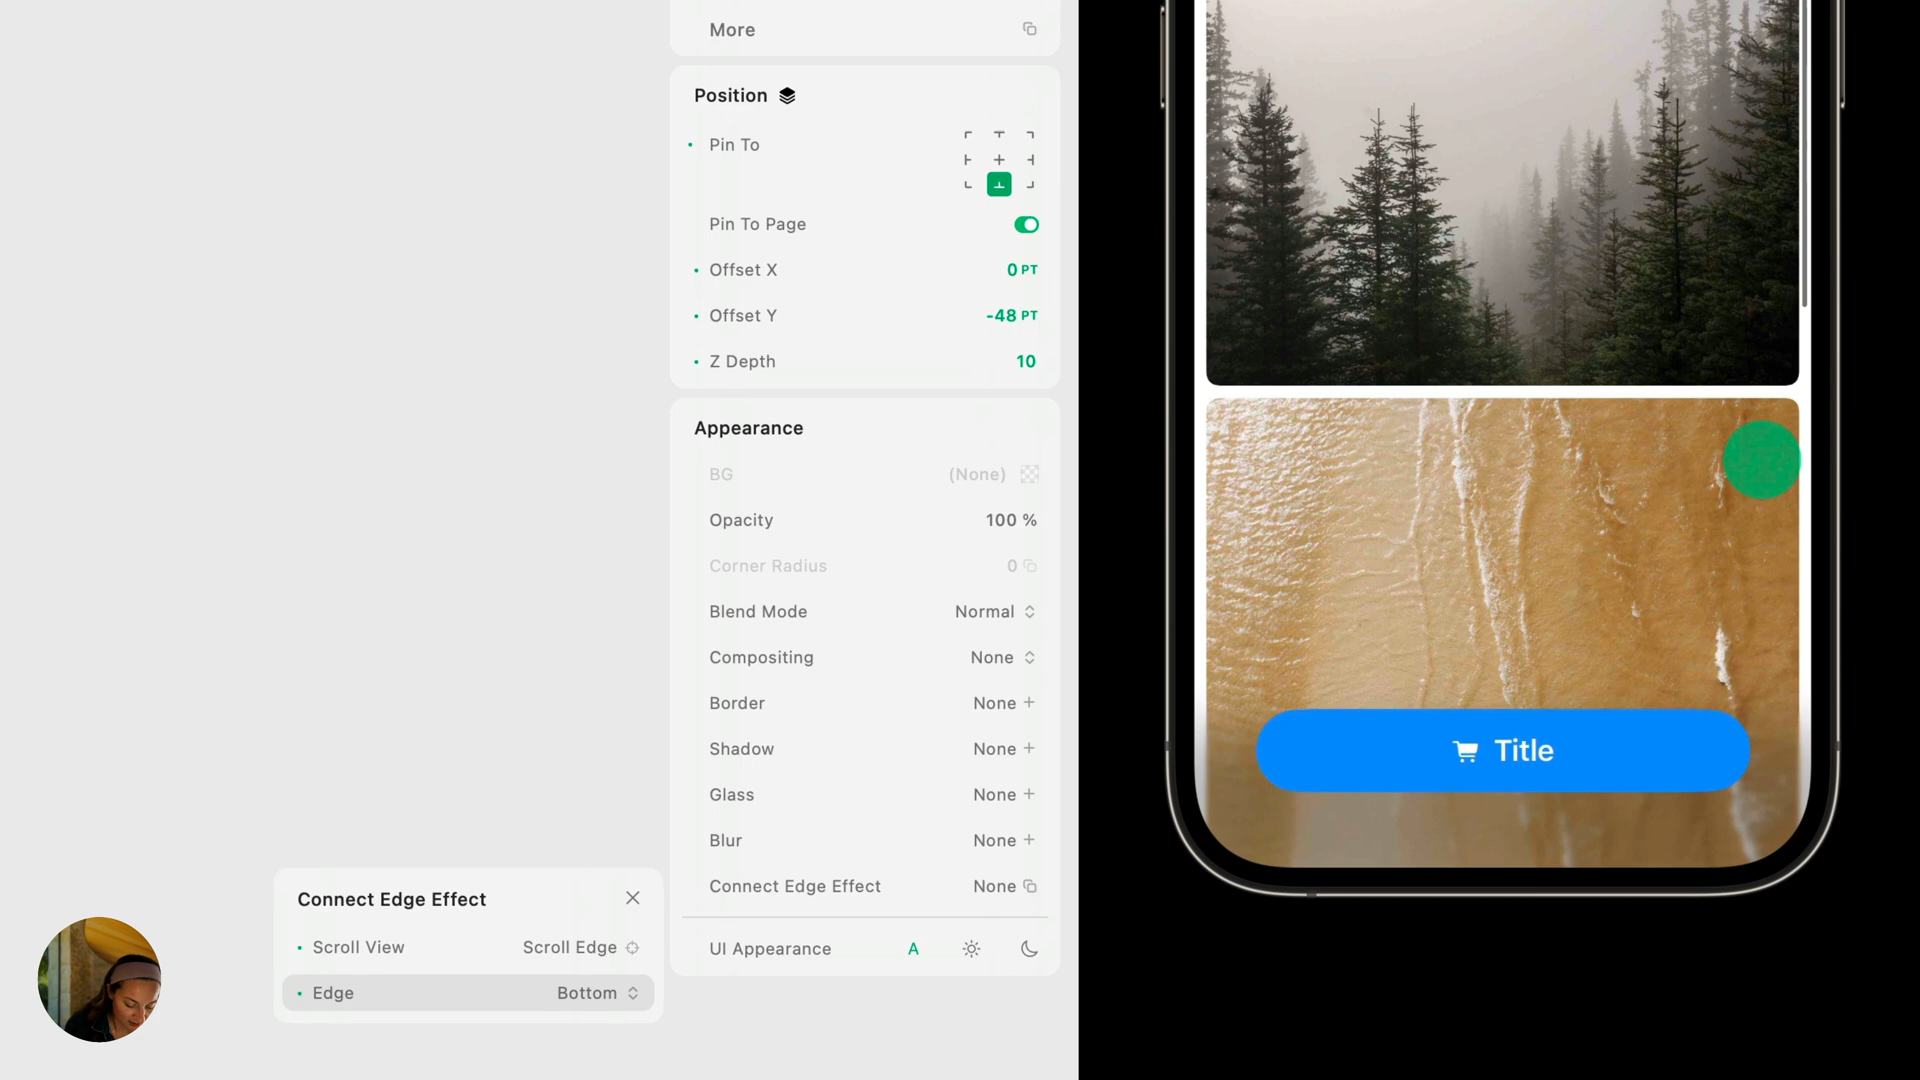 More
Position
Pin To
Pin To Page
Offset X 0 PT
Offset Y -48 PT
Z Depth 10
Appearance
BG (None)
Opacity 100 %
Corner Radius 0
Blend Mode Normal
Compositing None
Border None
Shadow None
Glass None
Blur None
Connect Edge Effect None
UI Appearance A
Connect Edge Effect
Scroll View Scroll Edge
Edge Bottom
Title